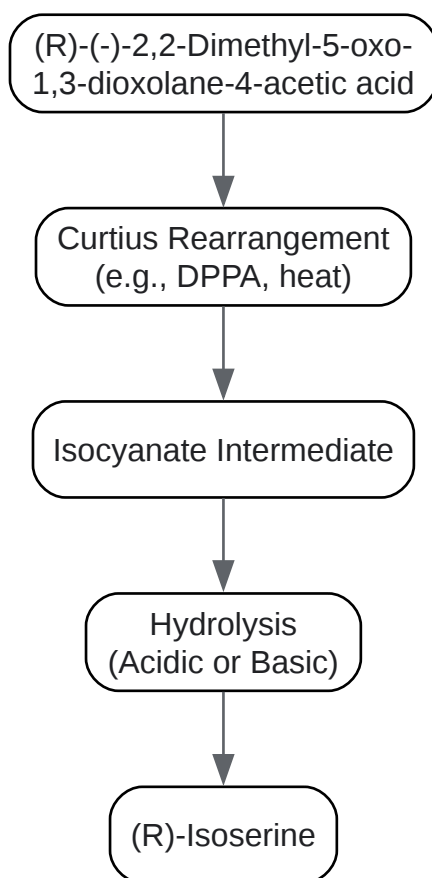 (R)-(-)-2,2-Dimethyl-5-oxo-
1,3-dioxolane-4-acetic acid
Curtius Rearrangement
(e.g., DPPA, heat)
Isocyanate Intermediate
Hydrolysis
(Acidic or Basic)
(R)-Isoserine